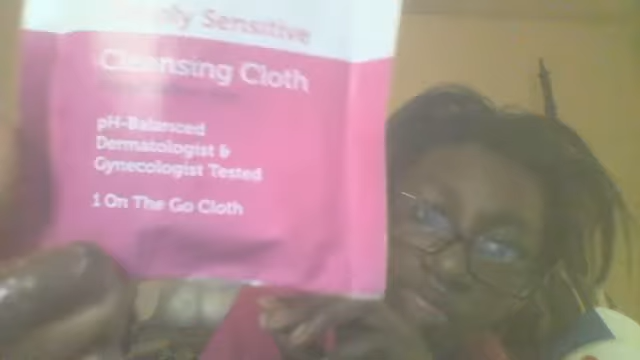 Sensitive
Cleansing Cloth
pH-Balanced
Dermatologist &
Gynecologist Tested
1 On The Go Cloth